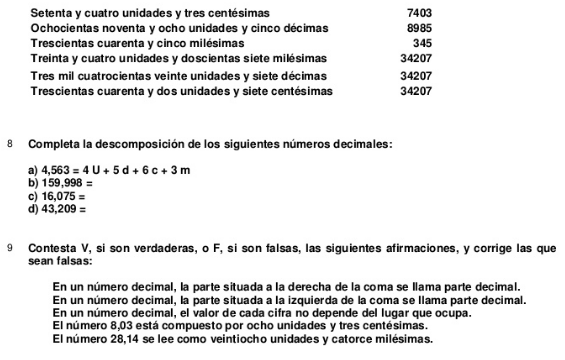 Setenta y cuatro unidades y tres centésimas 7403
Ochocientas noventa y ocho unidades y cinco décimas 8985
Trescientas cuarenta y cinco milésimas 345
Treinta y cuatro unidades y doscientas siete milésimas 34207
Tres mil cuatrocientas veinte unidades y siete décimas 34207
Trescientas cuarenta y dos unidades y siete centésimas 34207
8 Completa la descomposición de los siguientes números decimales:
a) 4,563 = 4 U + 5 d + 6 c + 3 m
b) 159,998 =
c) 16,075 =
d) 43,209 =
9 Contesta V, si son verdaderas, o F, si son falsas, las siguientes afirmaciones, y corrige las que
sean falsas:
En un número decimal, la parte situada a la derecha de la coma se llama parte decimal.
En un número decimal, la parte situada a la izquierda de la coma se llama parte decimal.
En un número decimal, el valor de cada cifra no depende del lugar que ocupa.
El número 8,03 está compuesto por ocho unidades y tres centésimas.
El número 28,14 se lee como veintiocho unidades y catorce milésimas.